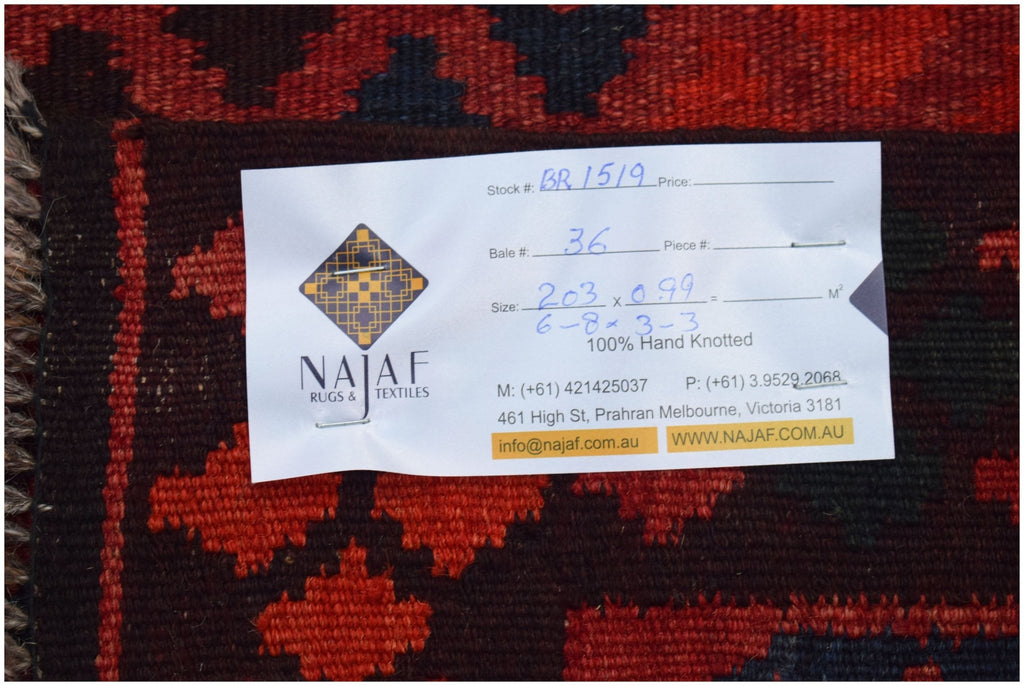 Stock #: BR 1519 Price:
Bale #: 36 Piece #:
Size: 203 x 0.99 = M²
6-8 x 3-3
100% Hand Knotted
NAJAF
RUGS & TEXTILES
M: (+61) 421425037 P: (+61) 3.9529.2068
461 High St, Prahran Melbourne, Victoria 3181
info@najaf.com.au WWW.NAJAF.COM.AU